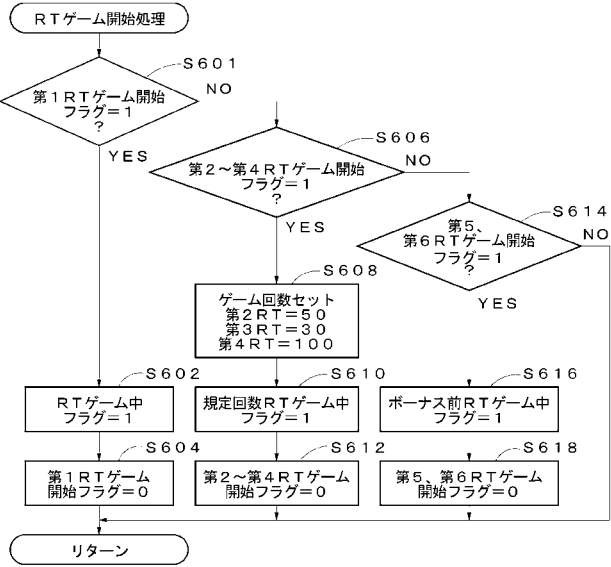 ＲＴゲーム開始処理
Ｓ６０１
第１ＲＴゲーム開始
フラグ＝１
？
ＮＯ
ＹＥＳ
Ｓ６０６
第２～第４ＲＴゲーム開始
フラグ＝１
？
ＮＯ
ＹＥＳ
Ｓ６１４
第５、
第６ＲＴゲーム開始
フラグ＝１
？
ＮＯ
ＹＥＳ
Ｓ６０８
ゲーム回数セット
第２ＲＴ＝５０
第３ＲＴ＝３０
第４ＲＴ＝１００
Ｓ６０２
ＲＴゲーム中
フラグ＝１
Ｓ６１０
規定回数ＲＴゲーム中
フラグ＝１
Ｓ６１６
ボーナス前ＲＴゲーム中
フラグ＝１
Ｓ６０４
第１ＲＴゲーム
開始フラグ＝０
Ｓ６１２
第２～第４ＲＴゲーム
開始フラグ＝０
Ｓ６１８
第５、第６ＲＴゲーム
開始フラグ＝０
リターン